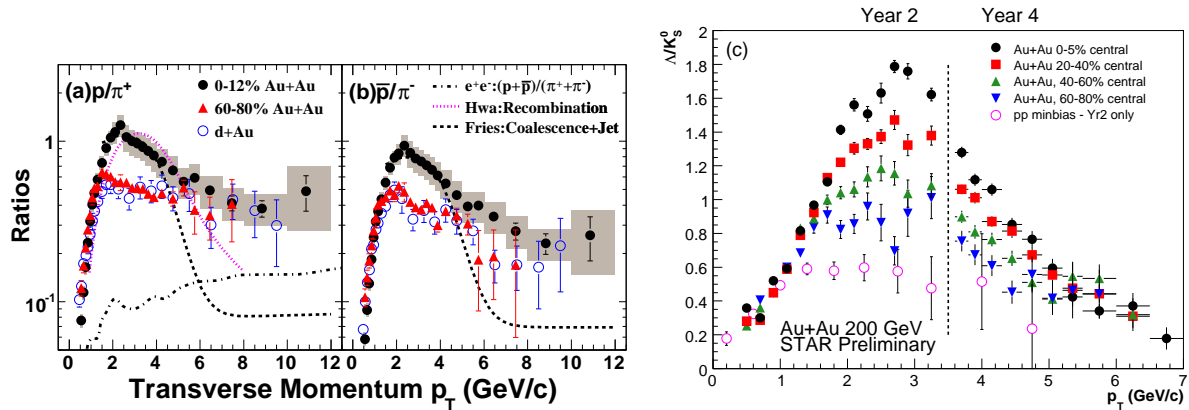 Year 2 Year 4
(a)p/π⁺
0-12% Au+Au
60-80% Au+Au
d+Au
(b)p̅/π⁻
e⁺e⁻:(p+p̅)/(π⁺+π⁻)
Hwa:Recombination
Fries:Coalescence+Jet
Ratios
1
10⁻¹
0 2 4 6 8 10 12
0 2 4 6 8 10 12
Transverse Momentum p_T (GeV/c)
(c)
Au+Au 0-5% central
Au+Au 20-40% central
Au+Au, 40-60% central
Au+Au, 60-80% central
pp minbias - Yr2 only
Λ/K⁰_S
2
1.8
1.6
1.4
1.2
1
0.8
0.6
0.4
0.2
0
Au+Au 200 GeV
STAR Preliminary
0 1 2 3 4 5 6 7
p_T (GeV/c)